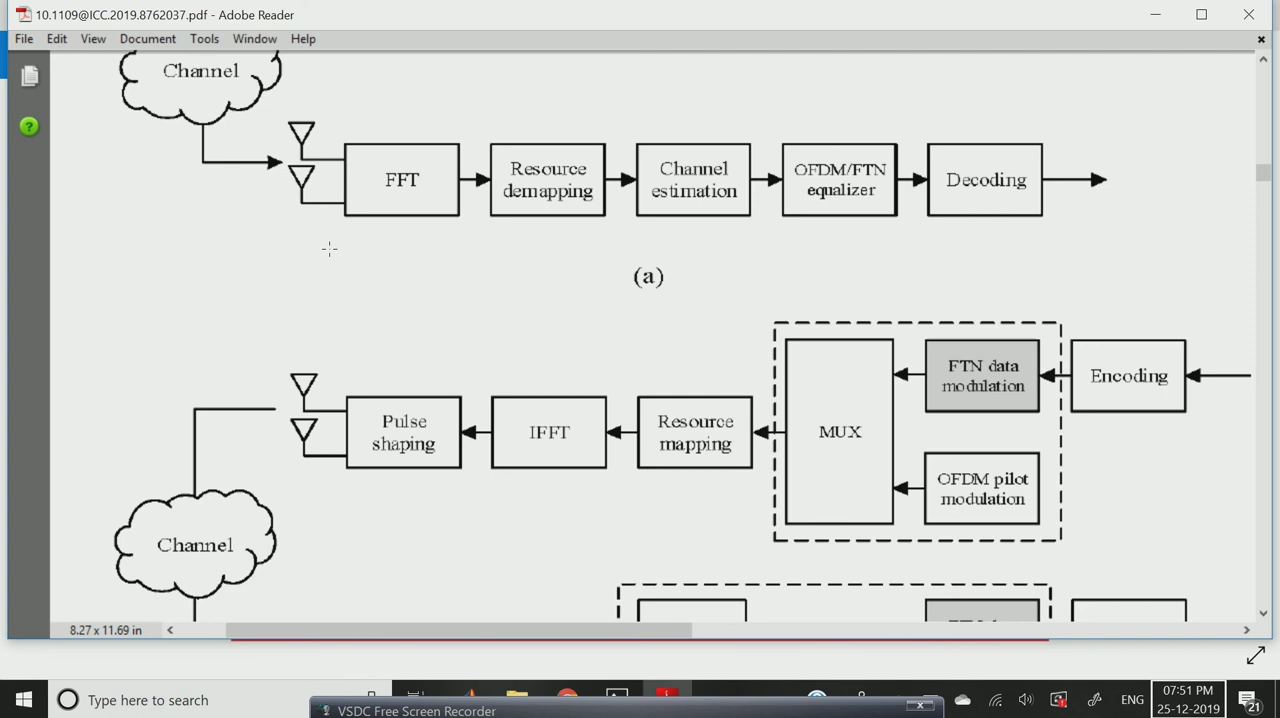 10.1109@ICC.2019.8762037.pdf - Adobe Reader
File Edit View Document Tools Window Help
Channel
FFT
Resource
demapping
Channel
estimation
OFDM/FTN
equalizer
Decoding
(a)
Pulse
shaping
IFFT
Resource
mapping
MUX
FTN data
modulation
OFDM pilot
modulation
Encoding
Channel
8.27 x 11.69 in
Type here to search
ENG
07:51 PM
25-12-2019
21
VSDC Free Screen Recorder